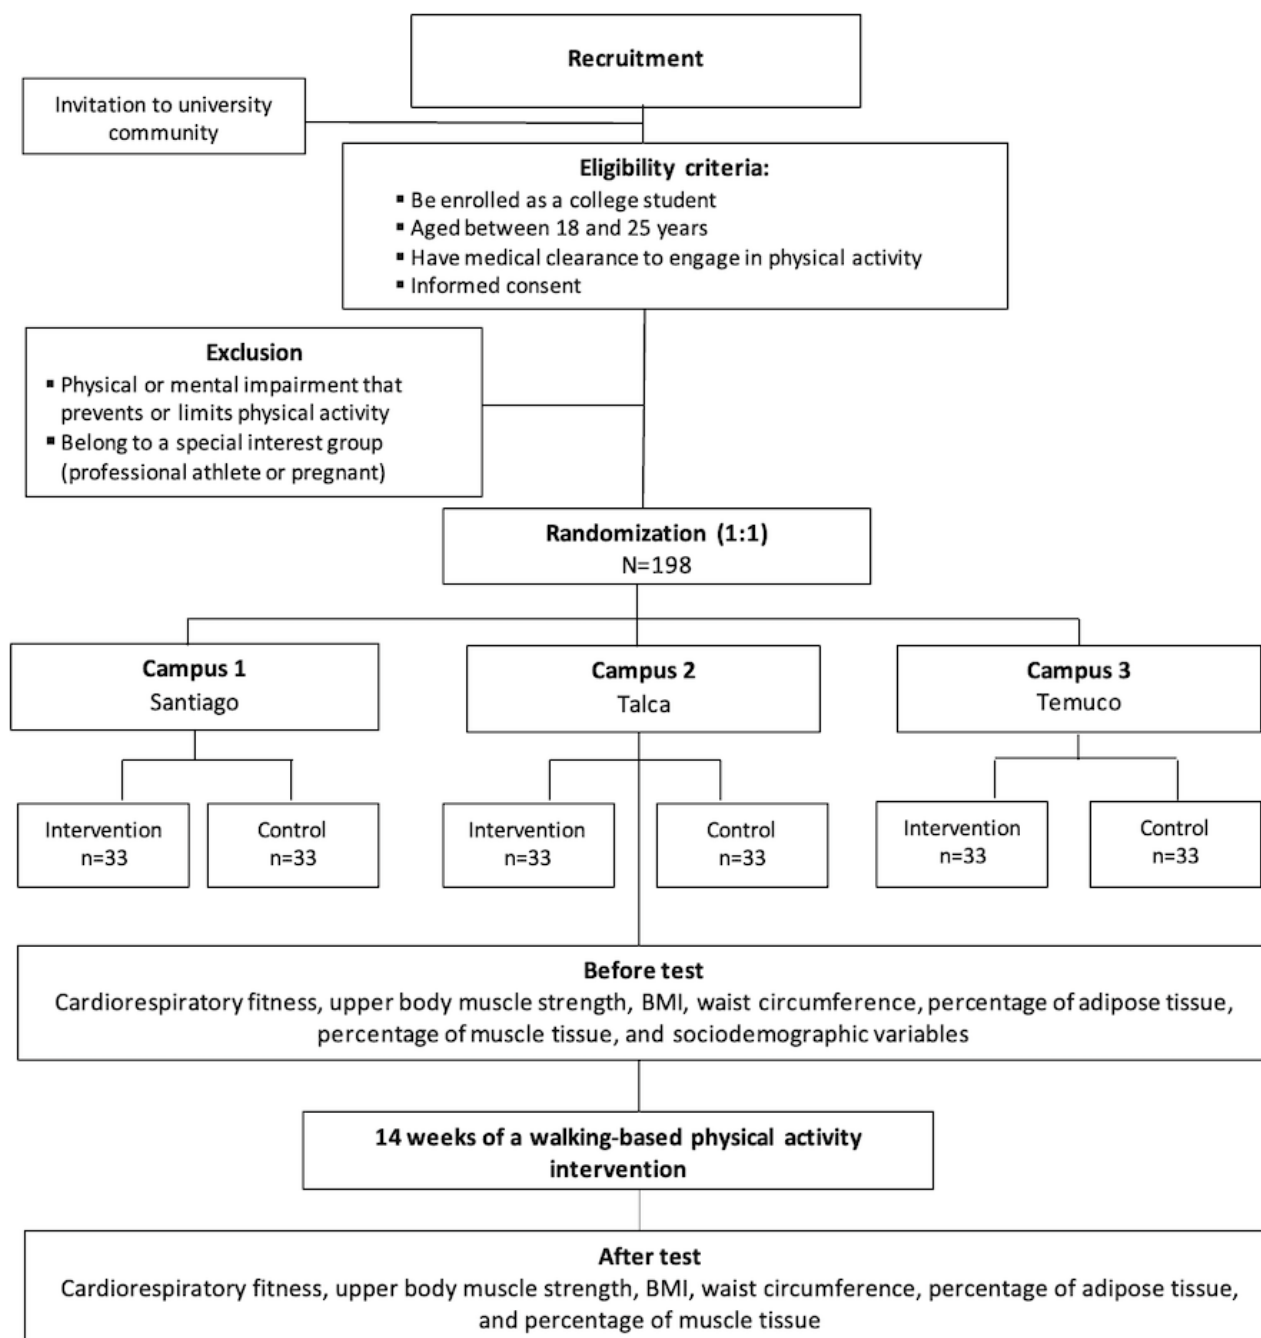 Recruitment
Invitation to university
community
Eligibility criteria:
▪ Be enrolled as a college student
▪ Aged between 18 and 25 years
▪ Have medical clearance to engage in physical activity
▪ Informed consent
Exclusion
▪ Physical or mental impairment that
prevents or limits physical activity
▪ Belong to a special interest group
(professional athlete or pregnant)
Randomization (1:1)
N=198
Campus 1
Santiago
Campus 2
Talca
Campus 3
Temuco
Intervention
n=33
Control
n=33
Intervention
n=33
Control
n=33
Intervention
n=33
Control
n=33
Before test
Cardiorespiratory fitness, upper body muscle strength, BMI, waist circumference, percentage of adipose tissue,
percentage of muscle tissue, and sociodemographic variables
14 weeks of a walking-based physical activity
intervention
After test
Cardiorespiratory fitness, upper body muscle strength, BMI, waist circumference, percentage of adipose tissue,
and percentage of muscle tissue